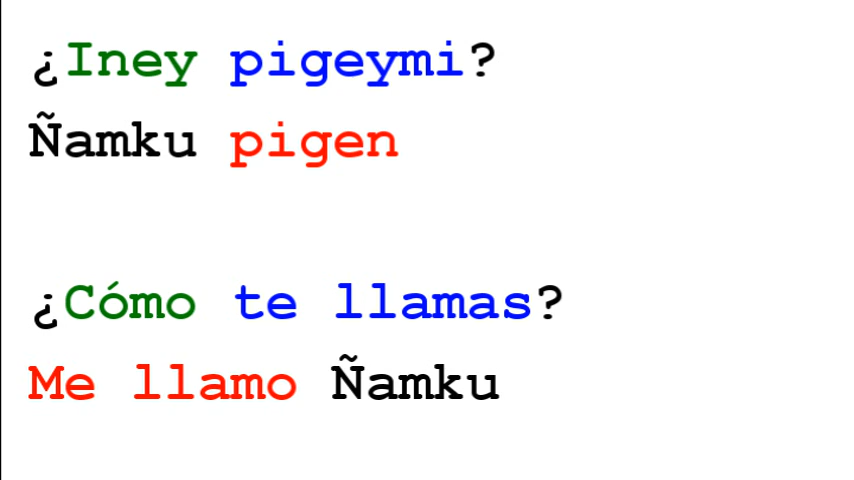 ¿Iney pigeymi?
Ñamku pigen
¿Cómo te llamas?
Me llamo Ñamku